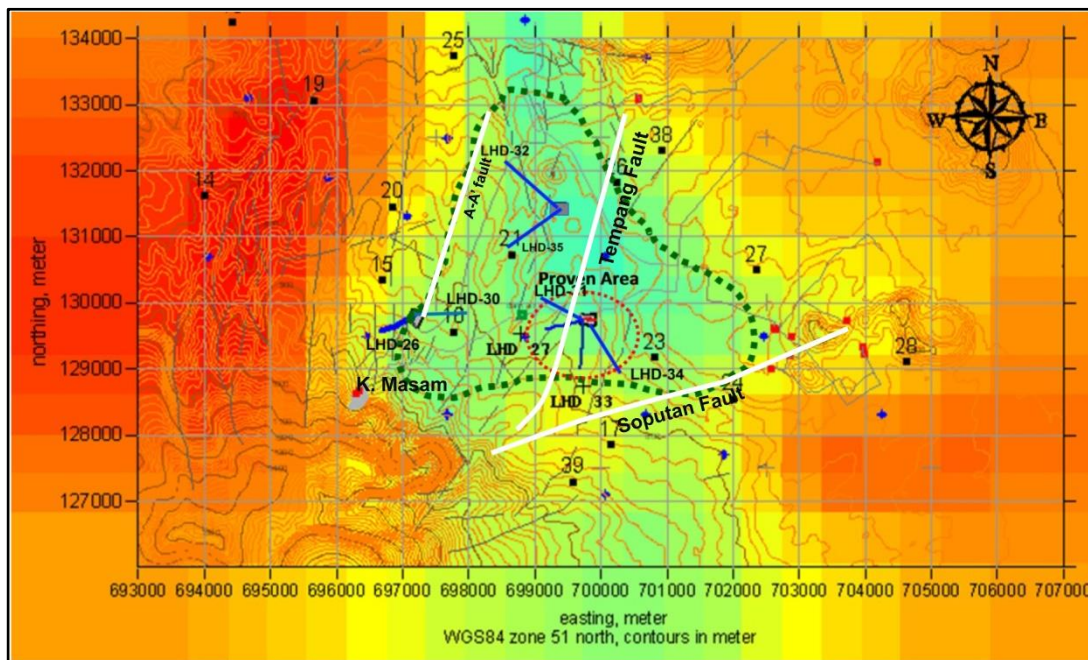 134000
25
N
W E
S
133000
19
38
LHD-32
132000
14
20
A-A' fault
Tempang Fault
131000
21
LHD-35
27
15
130000
Proven Area
LHD-30
northing, meter
LHD-26
LHD 27
23
28
129000
LHD-34
K. Masam
LHD 33
Soputan Fault
128000
17
39
127000
693000 694000 695000 696000 697000 698000 699000 700000 701000 702000 703000 704000 705000 706000 707000
easting, meter
WGS84 zone 51 north, contours in meter